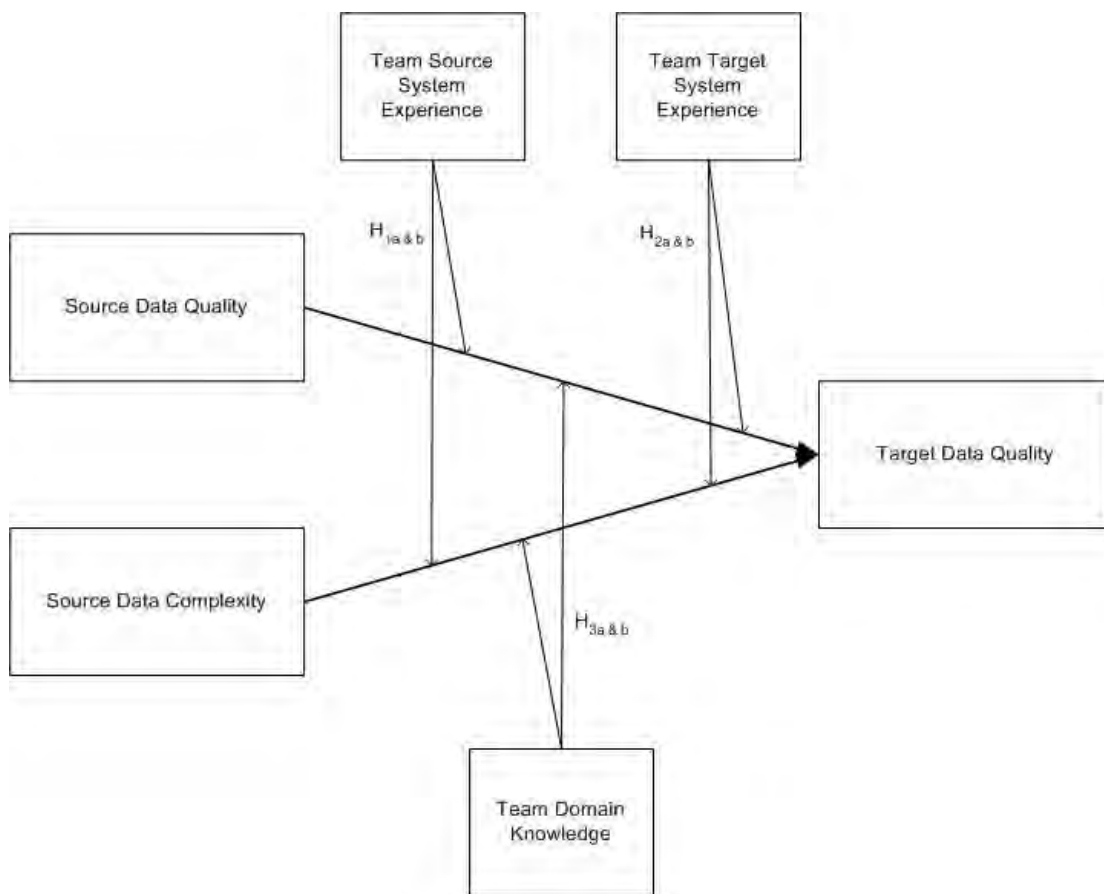 Team Source
System
Experience
Team Target
System
Experience
H1a & b
H2a & b
Source Data Quality
Target Data Quality
Source Data Complexity
H3a & b
Team Domain
Knowledge